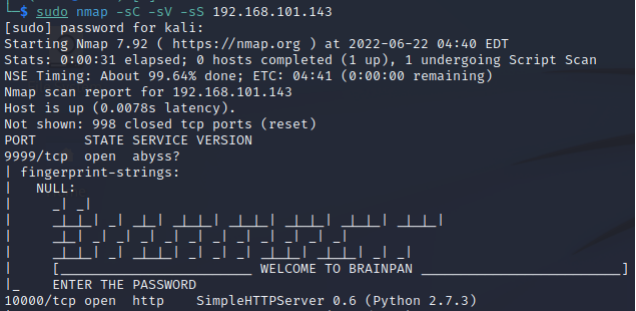 └─$ sudo nmap -sC -sV -sS 192.168.101.143
[sudo] password for kali:
Starting Nmap 7.92 ( https://nmap.org ) at 2022-06-22 04:40 EDT
Stats: 0:00:31 elapsed; 0 hosts completed (1 up), 1 undergoing Script Scan
NSE Timing: About 99.64% done; ETC: 04:41 (0:00:00 remaining)
Nmap scan report for 192.168.101.143
Host is up (0.0078s latency).
Not shown: 998 closed tcp ports (reset)
PORT      STATE SERVICE VERSION
9999/tcp  open  abyss?
| fingerprint-strings:
|   NULL:
|     _| _|
|     [________________________ WELCOME TO BRAINPAN _________________________]
|_    ENTER THE PASSWORD
10000/tcp open  http    SimpleHTTPServer 0.6 (Python 2.7.3)